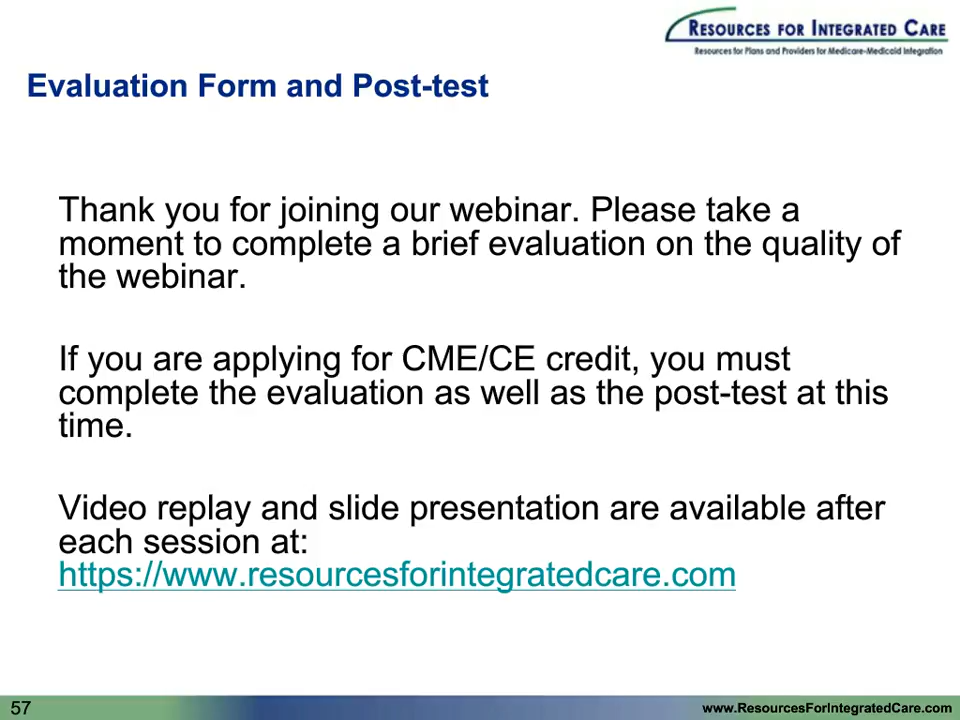 RESOURCES FOR INTEGRATED CARE
Resources for Plans and Providers for Medicare-Medicaid Integration
Evaluation Form and Post-test
Thank you for joining our webinar. Please take a
moment to complete a brief evaluation on the quality of
the webinar.
If you are applying for CME/CE credit, you must
complete the evaluation as well as the post-test at this
time.
Video replay and slide presentation are available after
each session at:
https://www.resourcesforintegratedcare.com
57
www.ResourcesForIntegratedCare.com